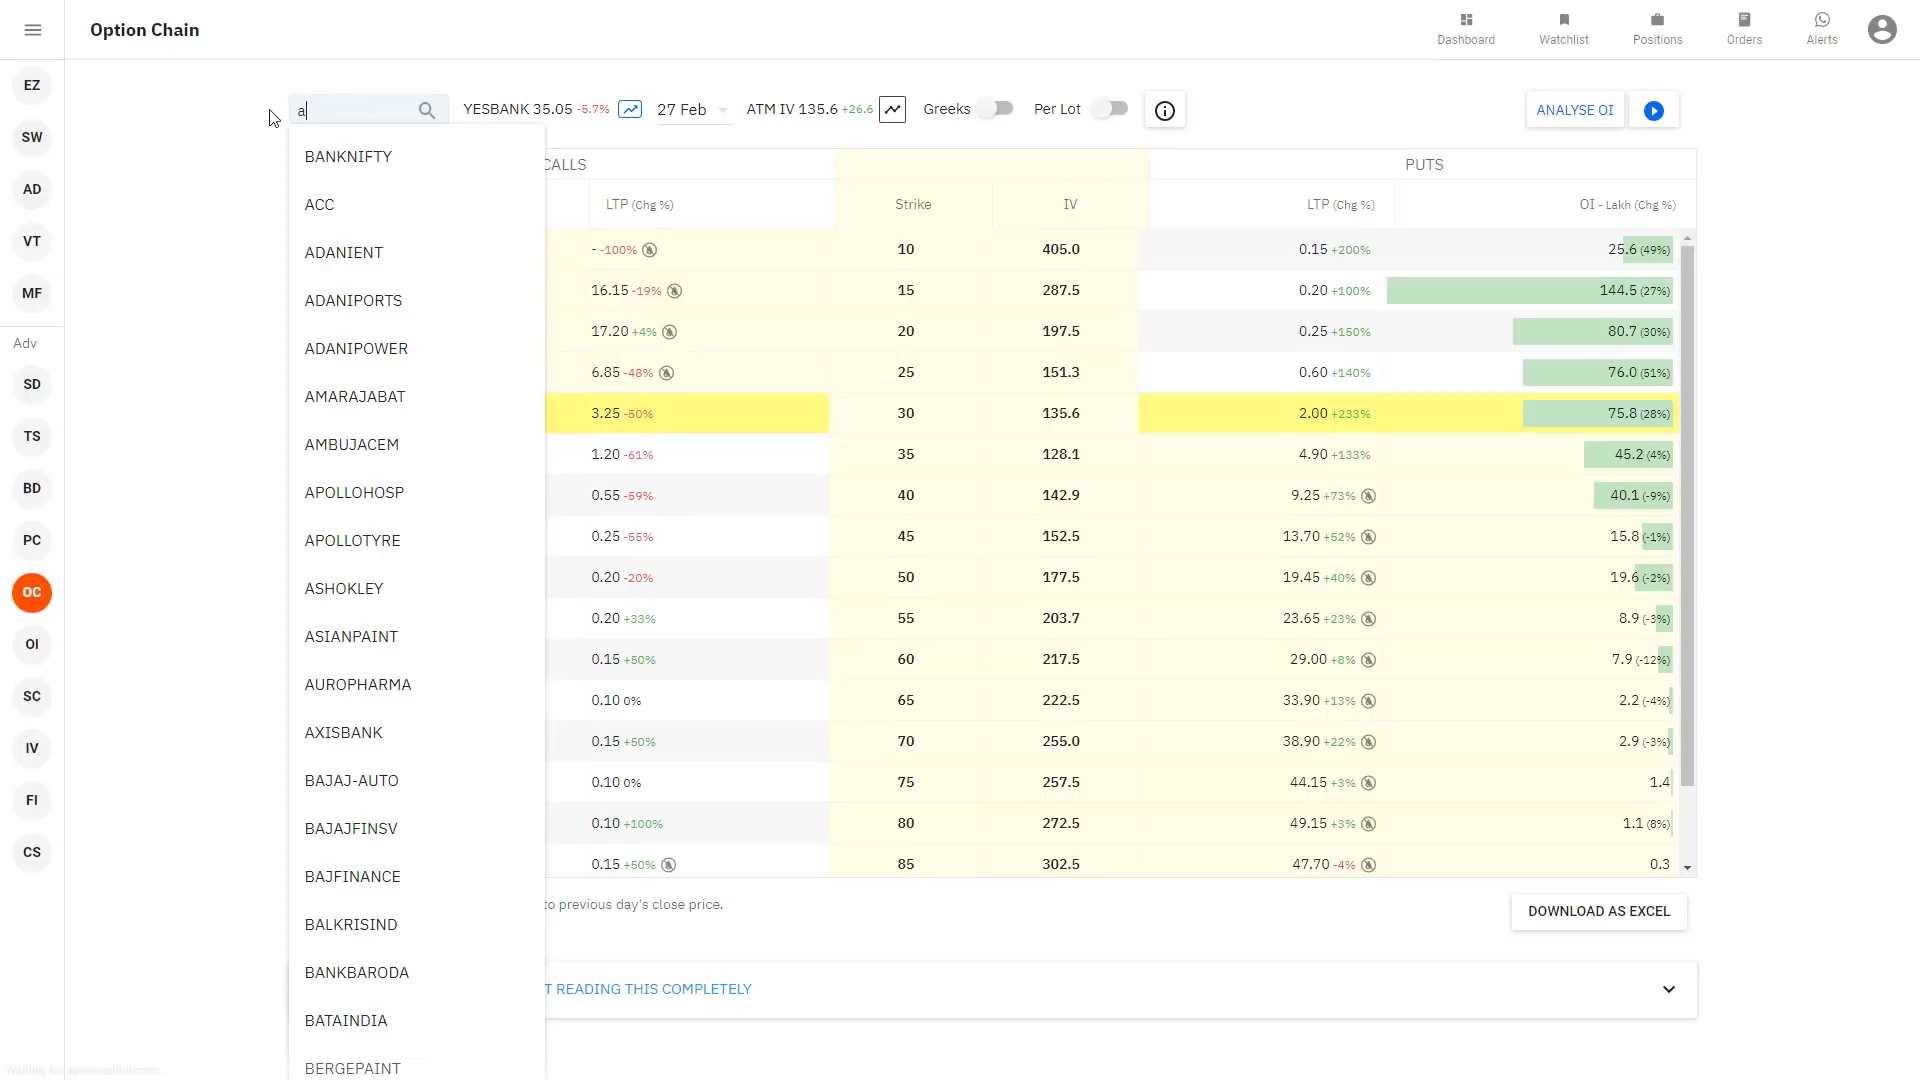 Option Chain
Dashboard
Watchlist
Positions
Orders
Alerts
EZ
SW
AD
VT
MF
Adv
SD
TS
BD
PC
OC
OI
SC
IV
FI
CS
a
YESBANK 35.05 -5.7%
27 Feb
ATM IV 135.6 +26.6
Greeks
Per Lot
ANALYSE OI
BANKNIFTY
ACC
ADANIENT
ADANIPORTS
ADANIPOWER
AMARAJABAT
AMBUJACEM
APOLLOHOSP
APOLLOTYRE
ASHOKLEY
ASIANPAINT
AUROPHARMA
AXISBANK
BAJAJ-AUTO
BAJAJFINSV
BAJFINANCE
BALKRISIND
BANKBARODA
BATAINDIA
BERGEPAINT
CALLS PUTS
LTP (Chg %) Strike IV LTP (Chg %) OI - Lakh (Chg %)
- -100% 10 405.0 0.15 +200% 25.6 (49%)
16.15 -19% 15 287.5 0.20 +100% 144.5 (27%)
17.20 +4% 20 197.5 0.25 +150% 80.7 (30%)
6.85 -48% 25 151.3 0.60 +140% 76.0 (51%)
3.25 -50% 30 135.6 2.00 +233% 75.8 (28%)
1.20 -61% 35 128.1 4.90 +133% 45.2 (4%)
0.55 -59% 40 142.9 9.25 +73% 40.1 (-9%)
0.25 -55% 45 152.5 13.70 +52% 15.8 (-1%)
0.20 -20% 50 177.5 19.45 +40% 19.6 (-2%)
0.20 +33% 55 203.7 23.65 +23% 8.9 (-3%)
0.15 +50% 60 217.5 29.00 +8% 7.9 (-12%)
0.10 0% 65 222.5 33.90 +13% 2.2 (-4%)
0.15 +50% 70 255.0 38.90 +22% 2.9 (-3%)
0.10 0% 75 257.5 44.15 +3% 1.4
0.10 +100% 80 272.5 49.15 +3% 1.1 (8%)
0.15 +50% 85 302.5 47.70 -4% 0.3
to previous day's close price.
DOWNLOAD AS EXCEL
T READING THIS COMPLETELY